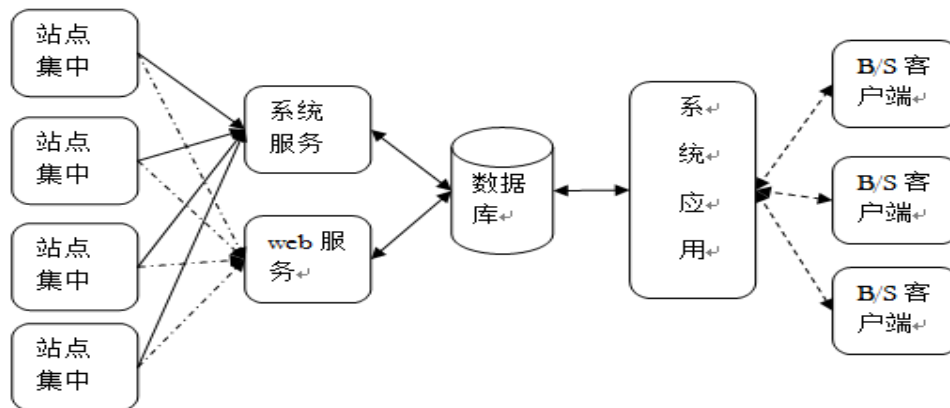 站点
集中
站点
集中
站点
集中
站点
集中
系统
服务
web 服
务↵
数据
库↵
系↵
统↵
应↵
用↵
B/S 客
户端↵
B/S 客
户端↵
B/S 客
户端↵